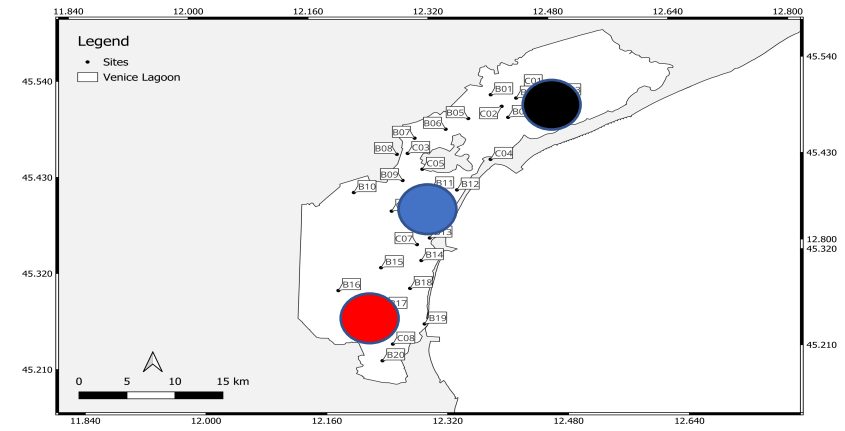 11.840 12.000 12.160 12.320 12.480 12.640 12.800
Legend
Sites
Venice Lagoon
45.540
45.430
45.320
45.210
45.540
45.430
12.800
45.320
45.210
C01
B01
C02
B05
B06
B07
B08
C03
C04
C05
B09
B10
B11
B12
C07
B14
B15
B18
B16
B17
B19
C08
B20
0 5 10 15 km
11.840 12.000 12.160 12.320 12.480 12.640